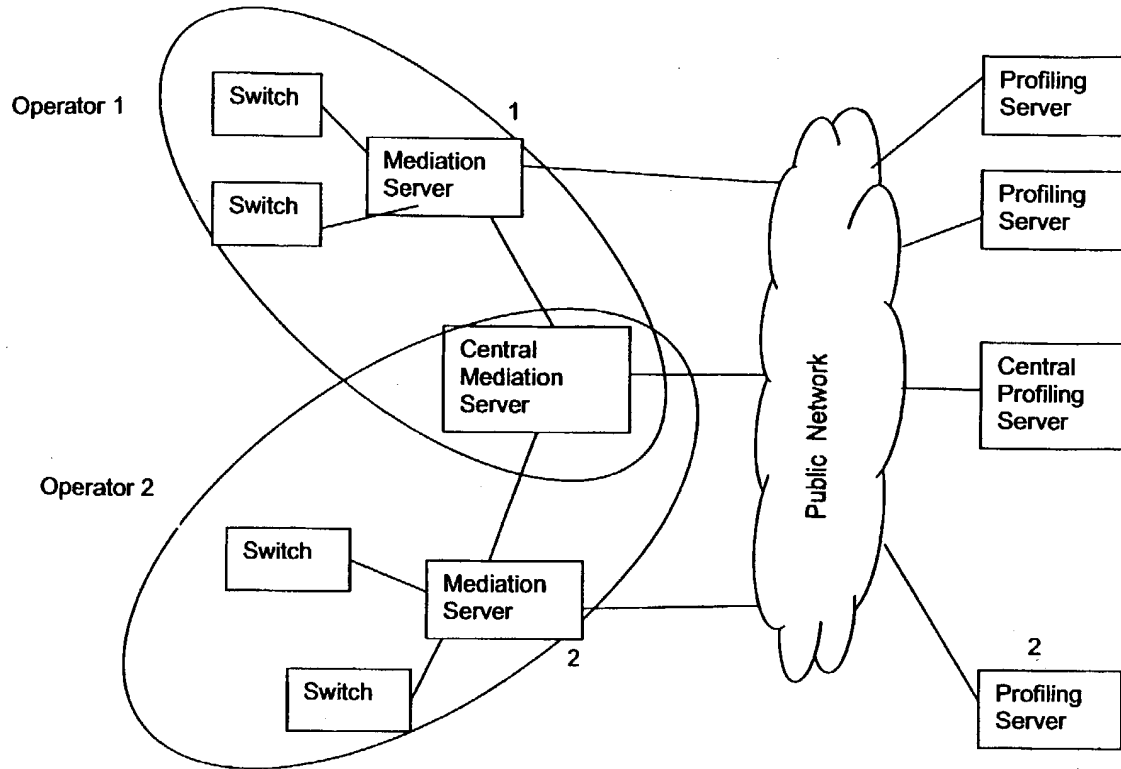 Operator 1
Switch
1
Mediation
Server
Switch
Central
Mediation
Server
Operator 2
Switch
Mediation
Server
2
Switch
Public Network
Profiling
Server
Profiling
Server
Central
Profiling
Server
2
Profiling
Server